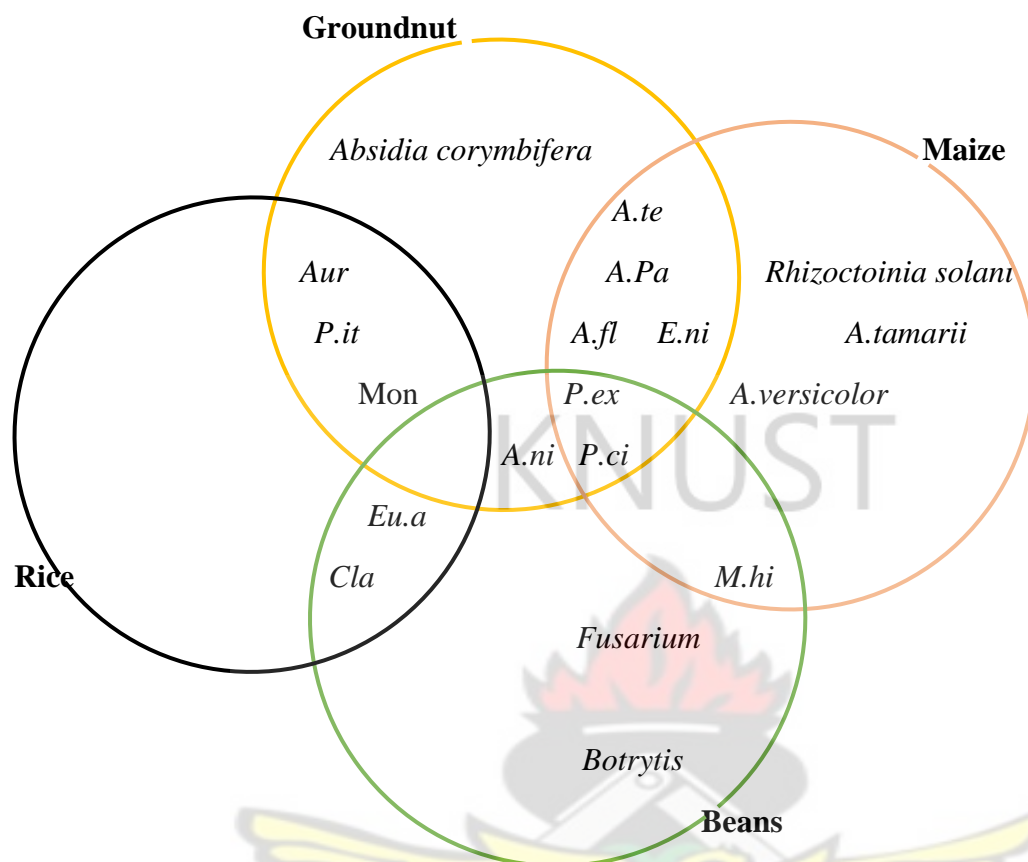 Groundnut
Absidia corymbifera
Maize
A.te
Aur
A.Pa
Rhizoctoinia solani
P.it
A.fl
E.ni
A.tamarii
Mon
P.ex
A.versicolor
A.ni
P.ci
KNUST
Eu.a
Rice
Cla
M.hi
Fusarium
Botrytis
Beans